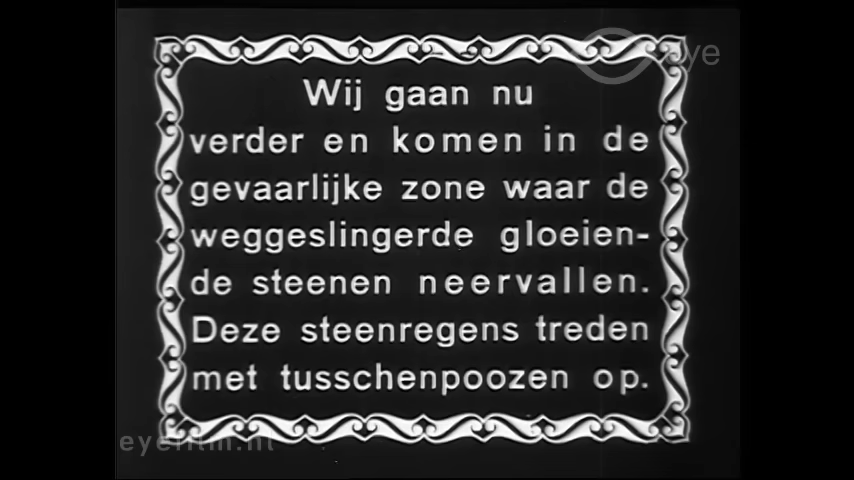 eye
Wij gaan nu
verder en komen in de
gevaarlijke zone waar de
weggeslingerde gloeien-
de steenen neervallen.
Deze steenregens treden
met tusschenpoozen op.
eyefilm.nl